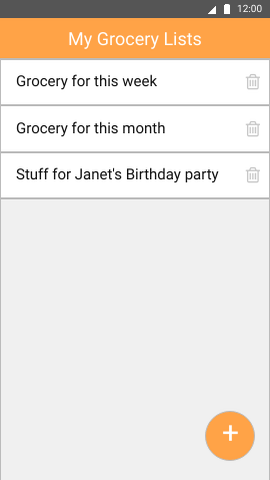 12:00
My Grocery Lists
Grocery for this week
Grocery for this month
Stuff for Janet's Birthday party
+